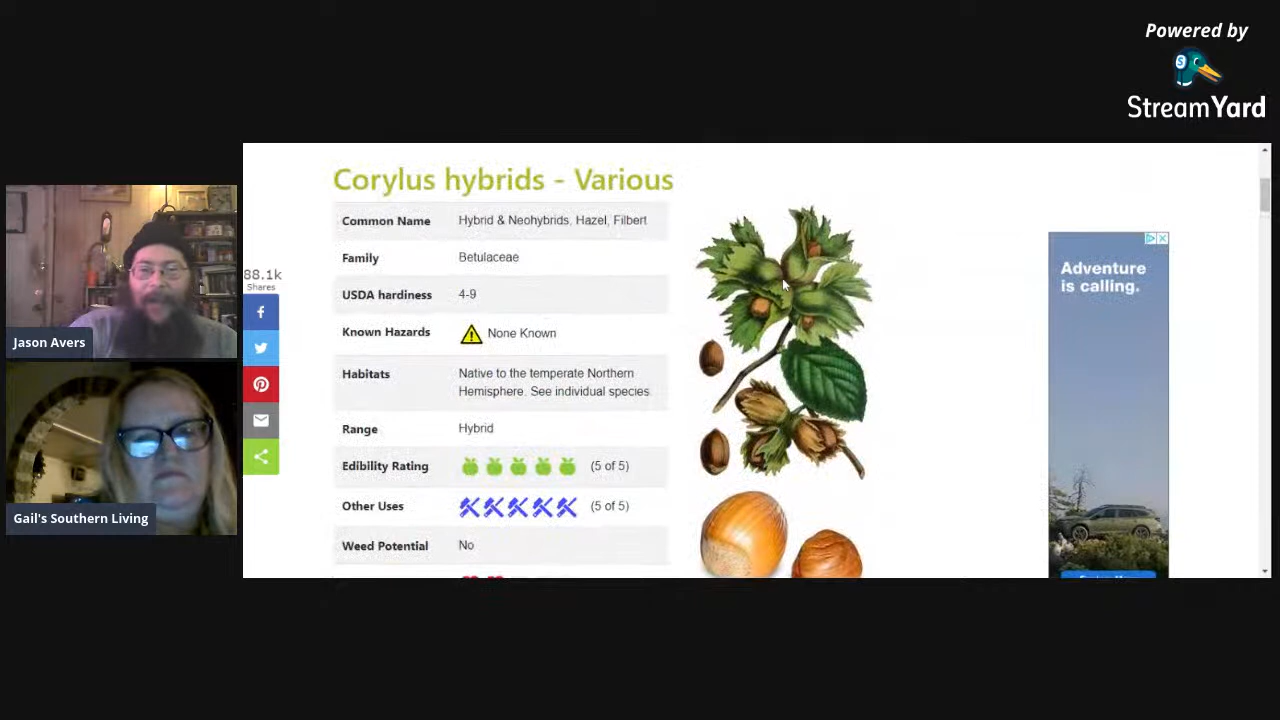 Powered by
S
StreamYard
Corylus hybrids - Various
Common Name Hybrid & Neohybrids, Hazel, Filbert
Family Betulaceae
USDA hardiness 4-9
Known Hazards None Known
Habitats Native to the temperate Northern
Hemisphere. See individual species.
Range Hybrid
Edibility Rating (5 of 5)
Other Uses (5 of 5)
Weed Potential No
88.1k
Shares
f
Adventure
is calling.
Jason Avers
Gail's Southern Living